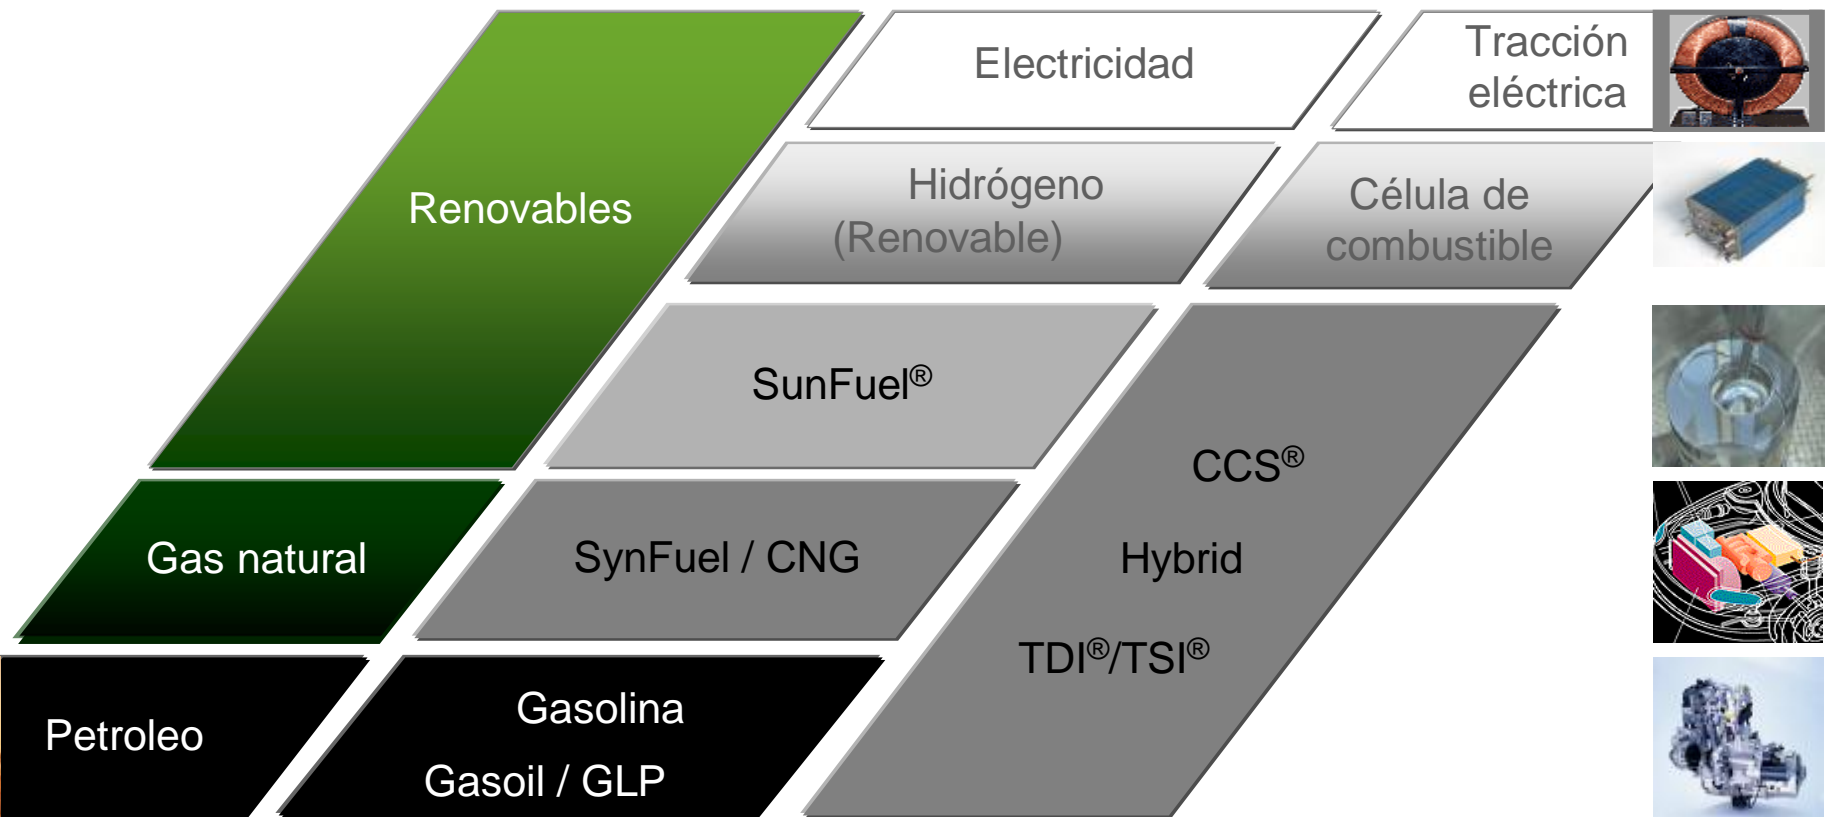 Electricidad
Tracción
eléctrica
Renovables
Hidrógeno
(Renovable)
Célula de
combustible
SunFuel®
CCS®
Gas natural
SynFuel / CNG
Hybrid
TDI®/TSI®
Petroleo
Gasolina
Gasoil / GLP